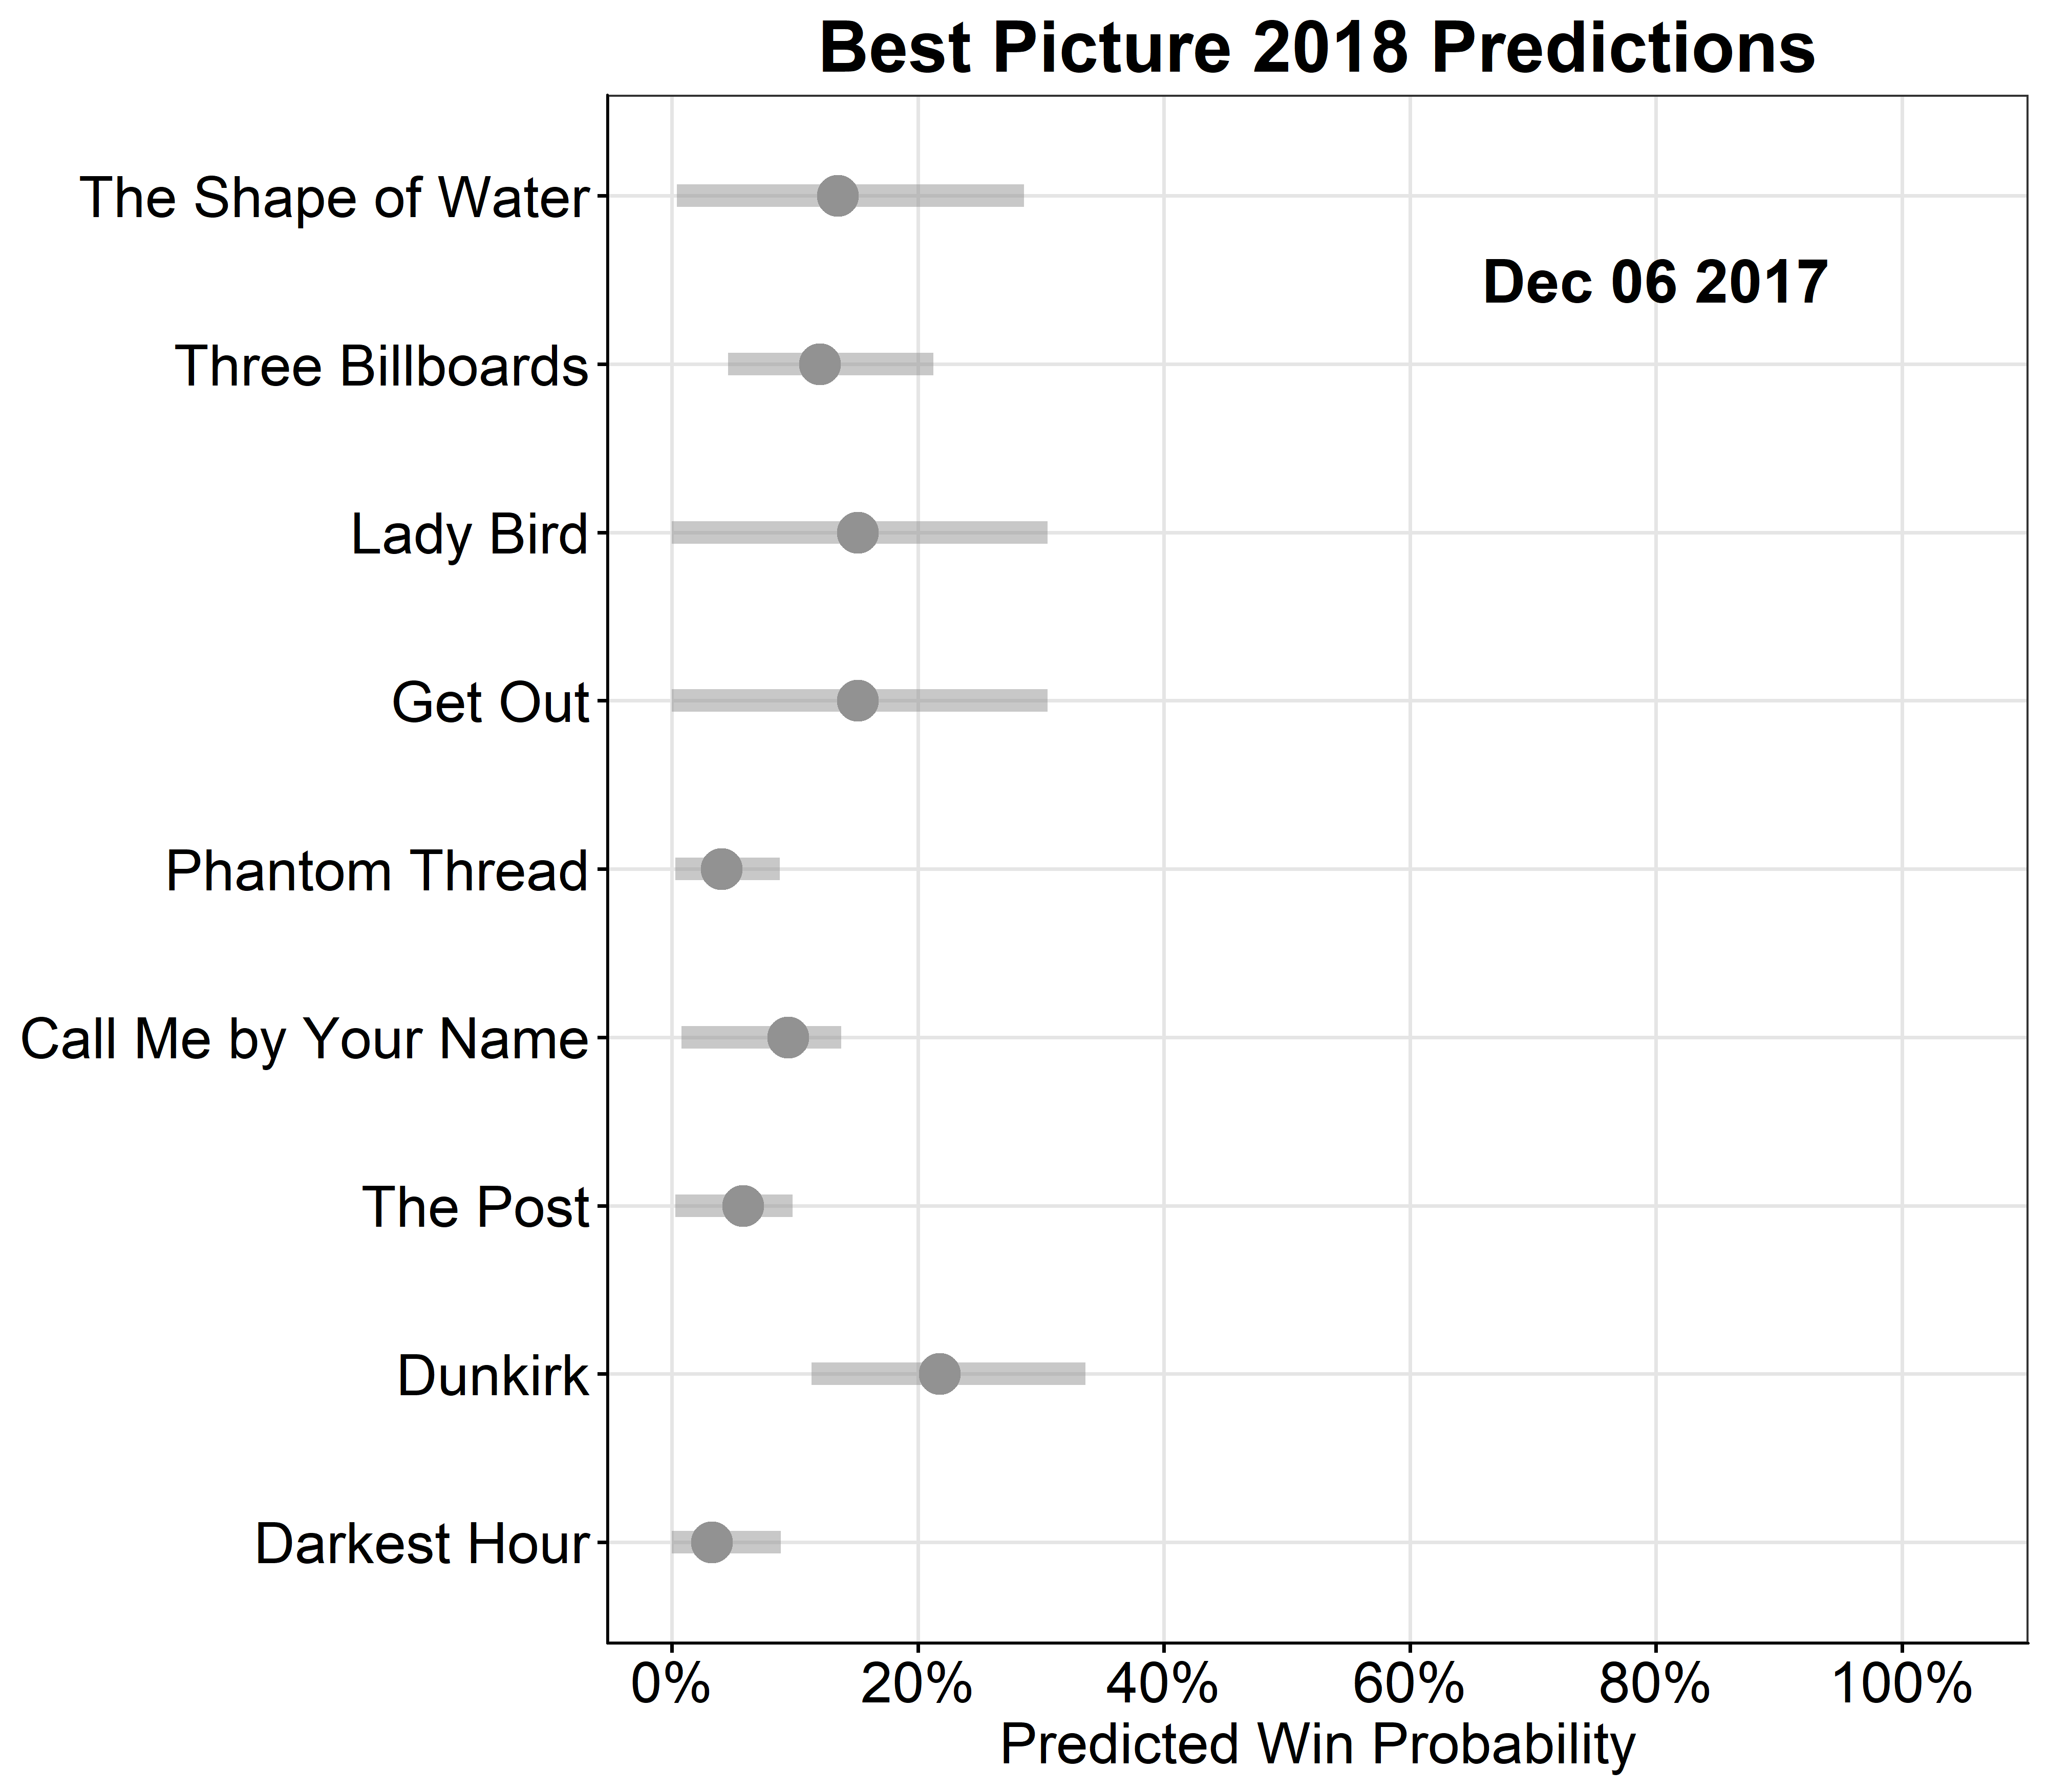 Best Picture 2018 Predictions
The Shape of Water
Dec 06 2017
Three Billboards
Lady Bird
Get Out
Phantom Thread
Call Me by Your Name
The Post
Dunkirk
Darkest Hour
0% 20% 40% 60% 80% 100%
Predicted Win Probability